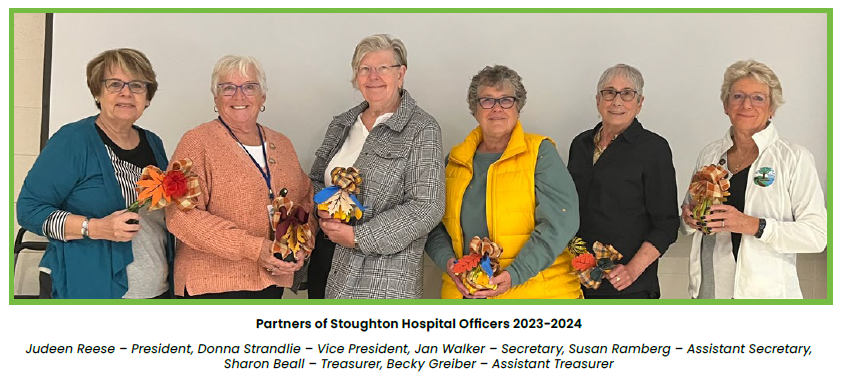 Partners of Stoughton Hospital Officers 2023-2024
Judeen Reese – President, Donna Strandlie – Vice President, Jan Walker – Secretary, Susan Ramberg – Assistant Secretary,
Sharon Beall – Treasurer, Becky Greiber – Assistant Treasurer